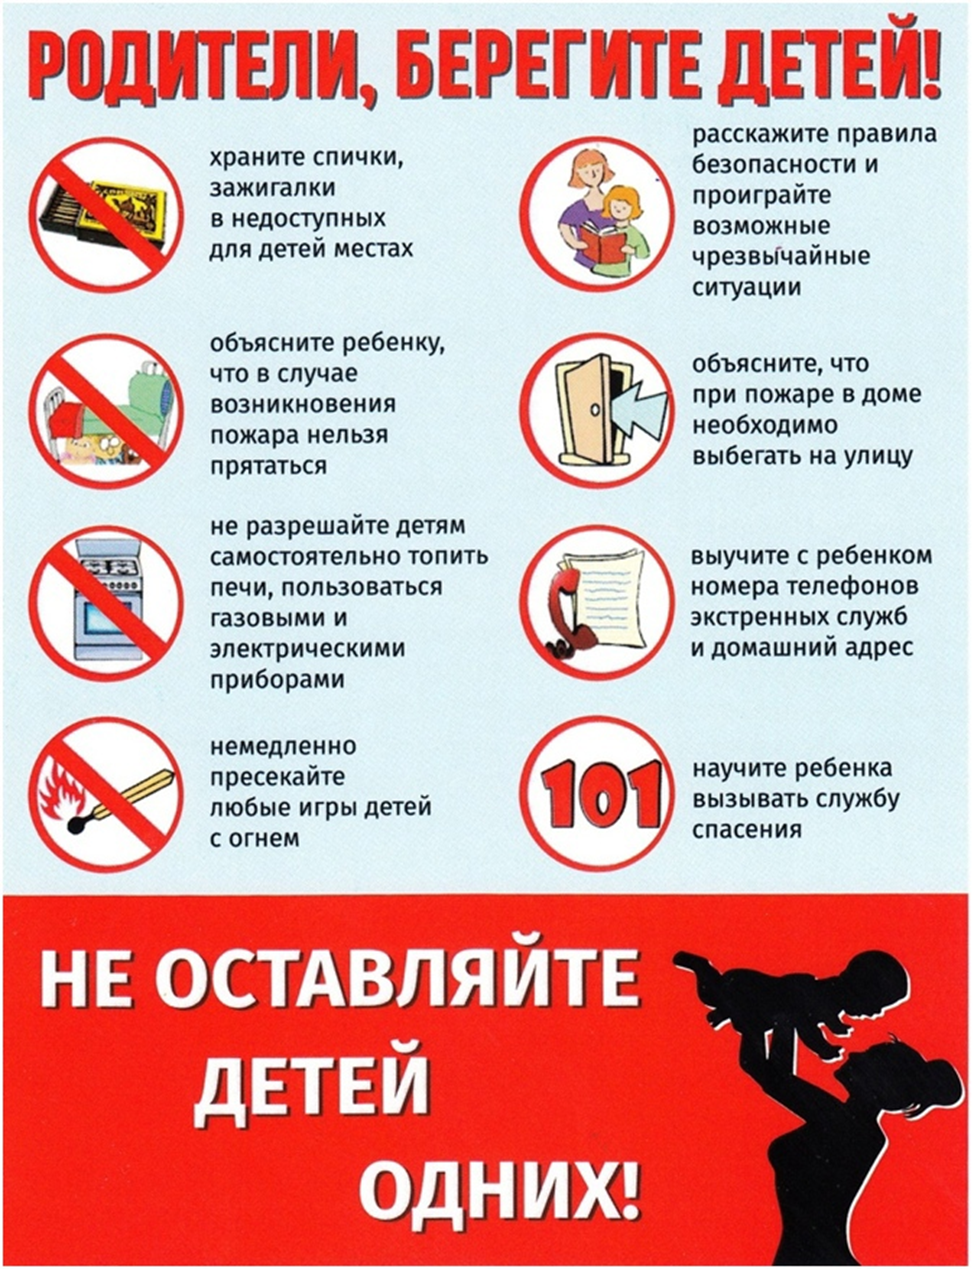 РОДИТЕЛИ, БЕРЕГИТЕ ДЕТЕЙ!
храните спички,
зажигалки
в недоступных
для детей местах
расскажите правила
безопасности и
проиграйте
возможные
чрезвычайные
ситуации
объясните ребенку,
что в случае
возникновения
пожара нельзя
прятаться
объясните, что
при пожаре в доме
необходимо
выбегать на улицу
не разрешайте детям
самостоятельно топить
печи, пользоваться
газовыми и
электрическими
приборами
выучите с ребенком
номера телефонов
экстренных служб
и домашний адрес
немедленно
пресекайте
любые игры детей
с огнем
101
научите ребенка
вызывать службу
спасения
НЕ ОСТАВЛЯЙТЕ
ДЕТЕЙ
ОДНИХ!